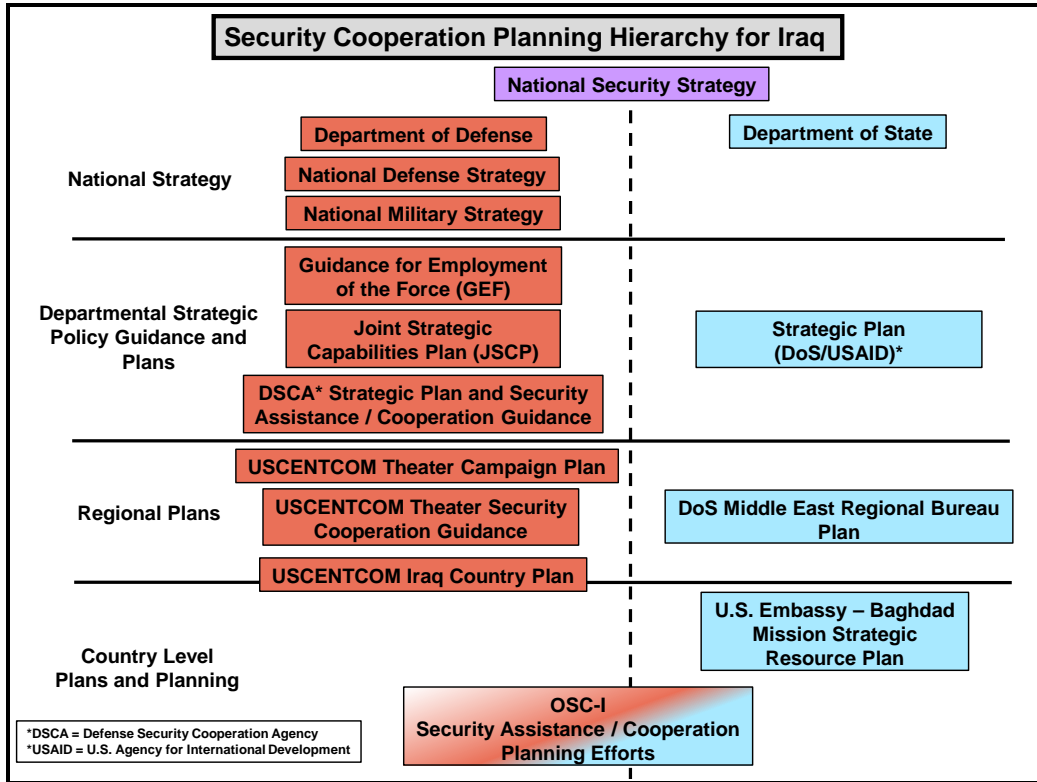 Security Cooperation Planning Hierarchy for Iraq
National Security Strategy
Department of Defense
Department of State
National Strategy
National Defense Strategy
National Military Strategy
Guidance for Employment
of the Force (GEF)
Departmental Strategic
Policy Guidance and
Plans
Joint Strategic
Capabilities Plan (JSCP)
Strategic Plan
(DoS/USAID)*
DSCA* Strategic Plan and Security
Assistance / Cooperation Guidance
USCENTCOM Theater Campaign Plan
Regional Plans
USCENTCOM Theater Security
Cooperation Guidance
DoS Middle East Regional Bureau
Plan
USCENTCOM Iraq Country Plan
U.S. Embassy – Baghdad
Mission Strategic
Resource Plan
Country Level
Plans and Planning
OSC-I
Security Assistance / Cooperation
Planning Efforts
*DSCA = Defense Security Cooperation Agency
*USAID = U.S. Agency for International Development